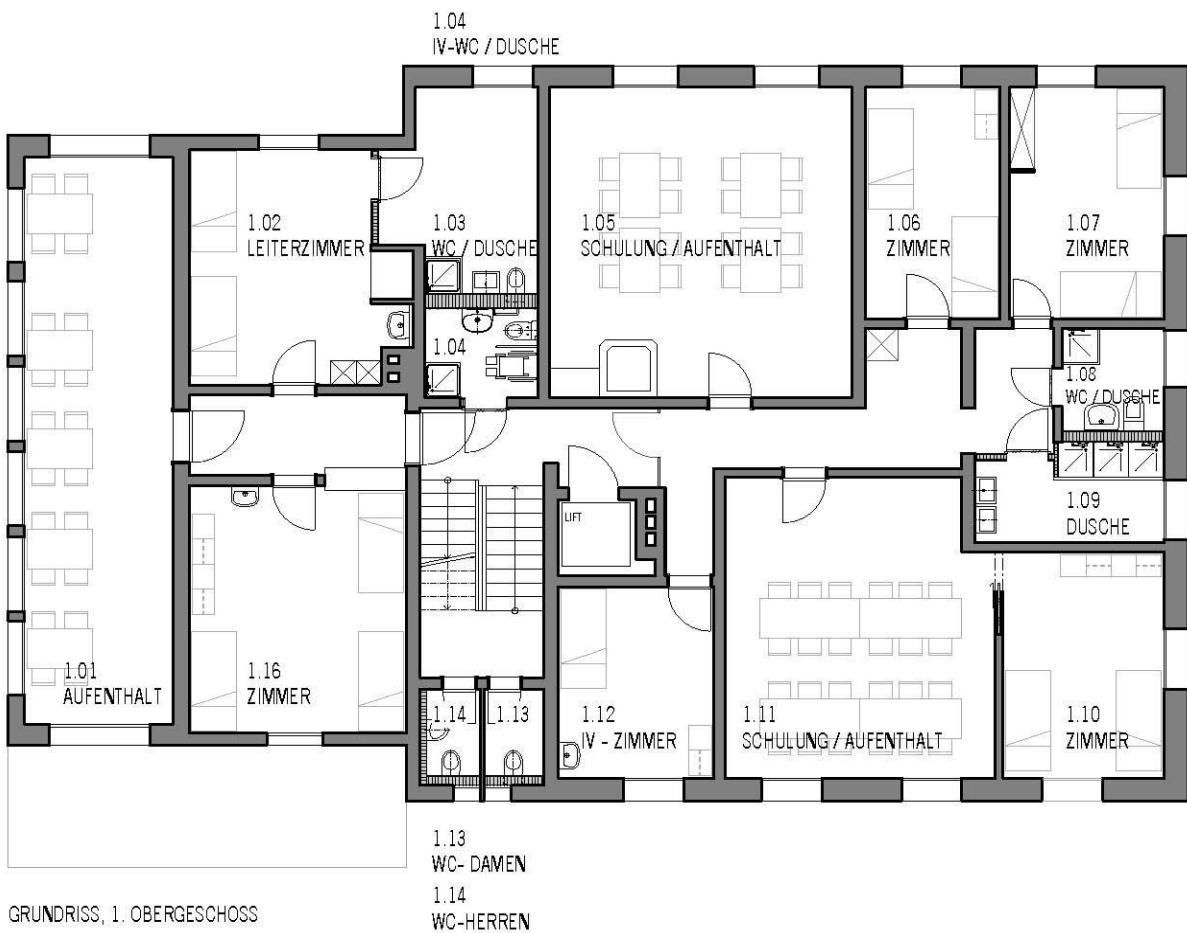 1.04
IV-WC / DUSCHE
1.02
LEITERZIMMER
1.03
WC / DUSCHE
1.05
SCHULUNG / AUFENTHALT
1.06
ZIMMER
1.07
ZIMMER
1.04
1.08
WC / DUSCHE
1.09
DUSCHE
LIFT
1.01
AUFENTHALT
1.16
ZIMMER
1.14
1.13
1.12
IV - ZIMMER
1.11
SCHULUNG / AUFENTHALT
1.10
ZIMMER
1.13
WC- DAMEN
1.14
WC-HERREN
GRUNDRISS, 1. OBERGESCHOSS